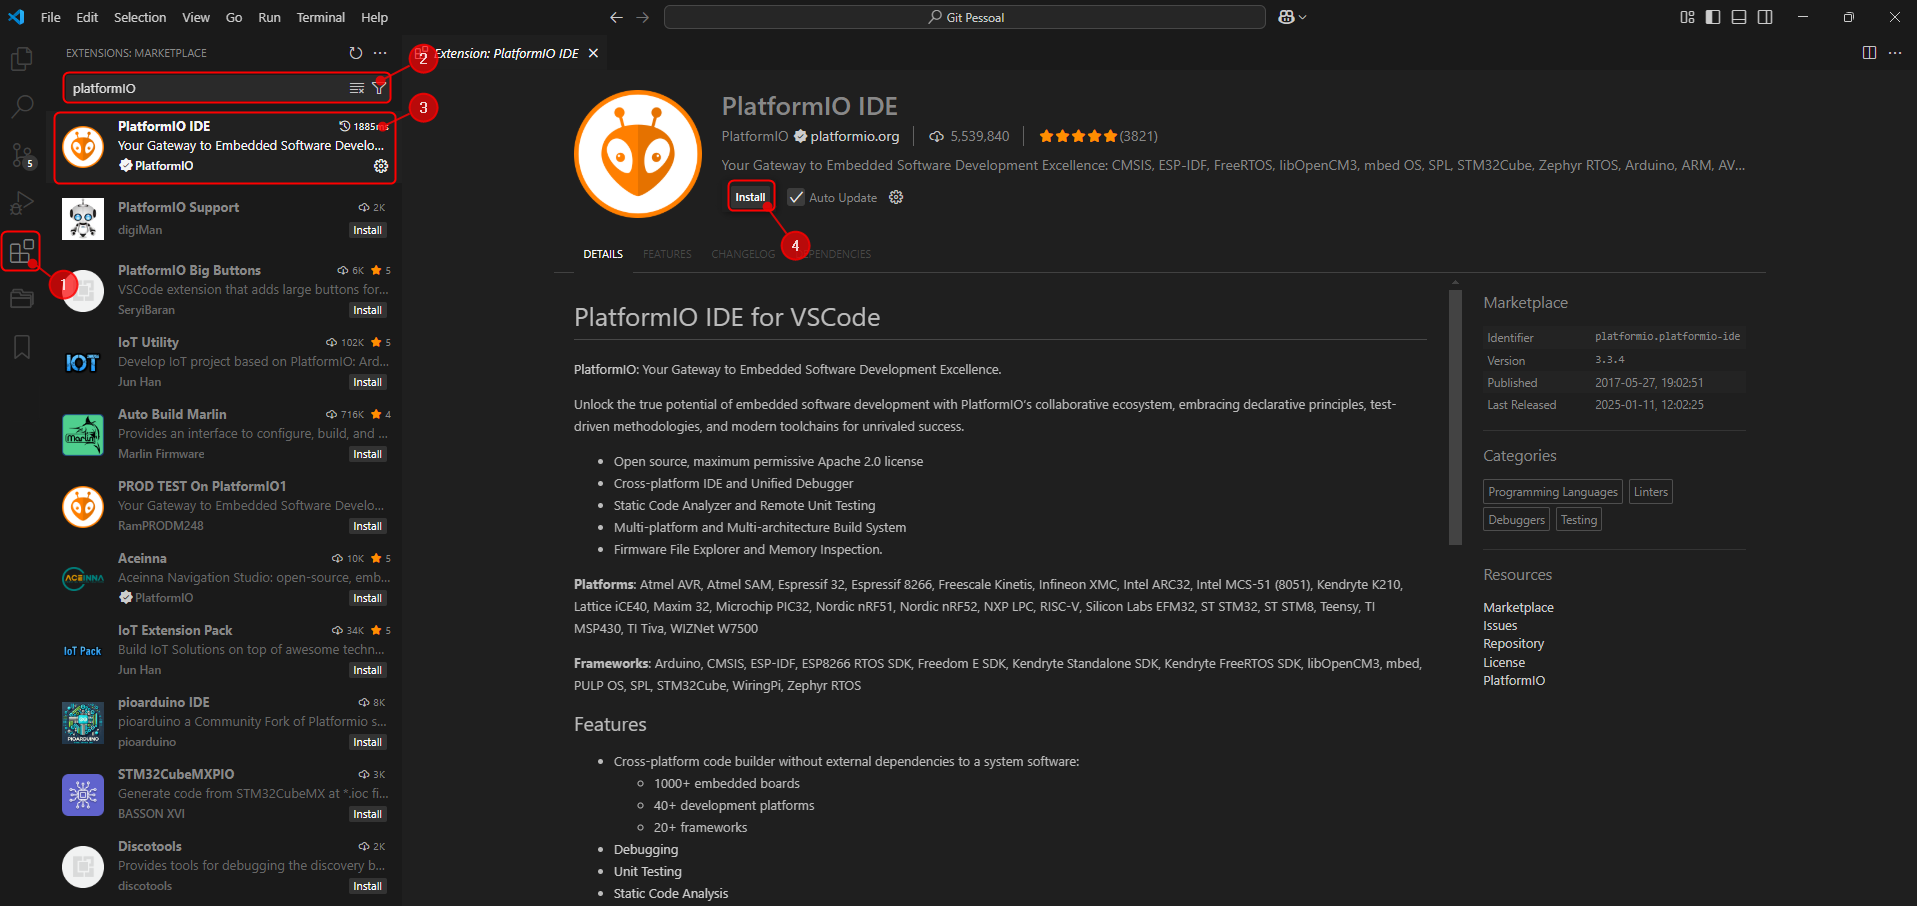 File Edit Selection View Go Run Terminal Help
Git Pessoal
EXTENSIONS: MARKETPLACE
2
Extension: PlatformIO IDE
platformIO
3
PlatformIO IDE
1885ms
Your Gateway to Embedded Software Develo...
PlatformIO
5
PlatformIO Support
2K
digiMan
Install
1
PlatformIO Big Buttons
6K 5
VSCode extension that adds large buttons for...
SeryiBaran
Install
IoT Utility
102K 5
IOT
Develop IoT project based on PlatformIO: Ard...
Jun Han
Install
Auto Build Marlin
716K 4
Marlin
Provides an interface to configure, build, and ...
Marlin Firmware
Install
PROD TEST On PlatformIO1
Your Gateway to Embedded Software Develo...
RamPRODM248
Install
Aceinna
10K 5
ACEINNA
Aceinna Navigation Studio: open-source, emb...
PlatformIO
Install
IoT Extension Pack
34K 5
IoT Pack
Build IoT Solutions on top of awesome techn...
Jun Han
Install
pioarduino IDE
8K
PIOARDUINO
pioarduino a Community Fork of Platformio s...
pioarduino
Install
STM32CubeMXPIO
3K
Generate code from STM32CubeMX at *.ioc fi...
BASSON XVI
Install
Discotools
2K
Provides tools for debugging the discovery b...
discotools
Install
PlatformIO IDE
PlatformIO platformio.org 5,539,840 (3821)
Your Gateway to Embedded Software Development Excellence: CMSIS, ESP-IDF, FreeRTOS, libOpenCM3, mbed OS, SPL, STM32Cube, Zephyr RTOS, Arduino, ARM, AV...
Install Auto Update
4
DETAILS FEATURES CHANGELOG PENDENCIES
PlatformIO IDE for VSCode
PlatformIO: Your Gateway to Embedded Software Development Excellence.
Unlock the true potential of embedded software development with PlatformIO's collaborative ecosystem, embracing declarative principles, test-
driven methodologies, and modern toolchains for unrivaled success.
• Open source, maximum permissive Apache 2.0 license
• Cross-platform IDE and Unified Debugger
• Static Code Analyzer and Remote Unit Testing
• Multi-platform and Multi-architecture Build System
• Firmware File Explorer and Memory Inspection.
Platforms: Atmel AVR, Atmel SAM, Espressif 32, Espressif 8266, Freescale Kinetis, Infineon XMC, Intel ARC32, Intel MCS-51 (8051), Kendryte K210,
Lattice iCE40, Maxim 32, Microchip PIC32, Nordic nRF51, Nordic nRF52, NXP LPC, RISC-V, Silicon Labs EFM32, ST STM32, ST STM8, Teensy, TI
MSP430, TI Tiva, WIZNet W7500
Frameworks: Arduino, CMSIS, ESP-IDF, ESP8266 RTOS SDK, Freedom E SDK, Kendryte Standalone SDK, Kendryte FreeRTOS SDK, libOpenCM3, mbed,
PULP OS, SPL, STM32Cube, WiringPi, Zephyr RTOS
Features
• Cross-platform code builder without external dependencies to a system software:
◦ 1000+ embedded boards
◦ 40+ development platforms
◦ 20+ frameworks
• Debugging
• Unit Testing
• Static Code Analysis
Marketplace
Identifier platformio.platformio-ide
Version 3.3.4
Published 2017-05-27, 19:02:51
Last Released 2025-01-11, 12:02:25
Categories
Programming Languages Linters
Debuggers Testing
Resources
Marketplace
Issues
Repository
License
PlatformIO